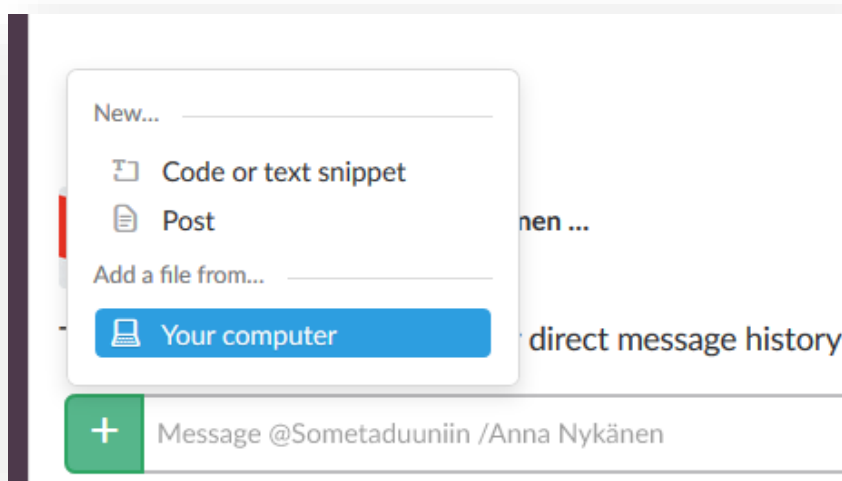 New...
Code or text snippet
Post
nen ...
Add a file from...
Your computer
direct message history
+ Message @Sometaduuniin /Anna Nykänen